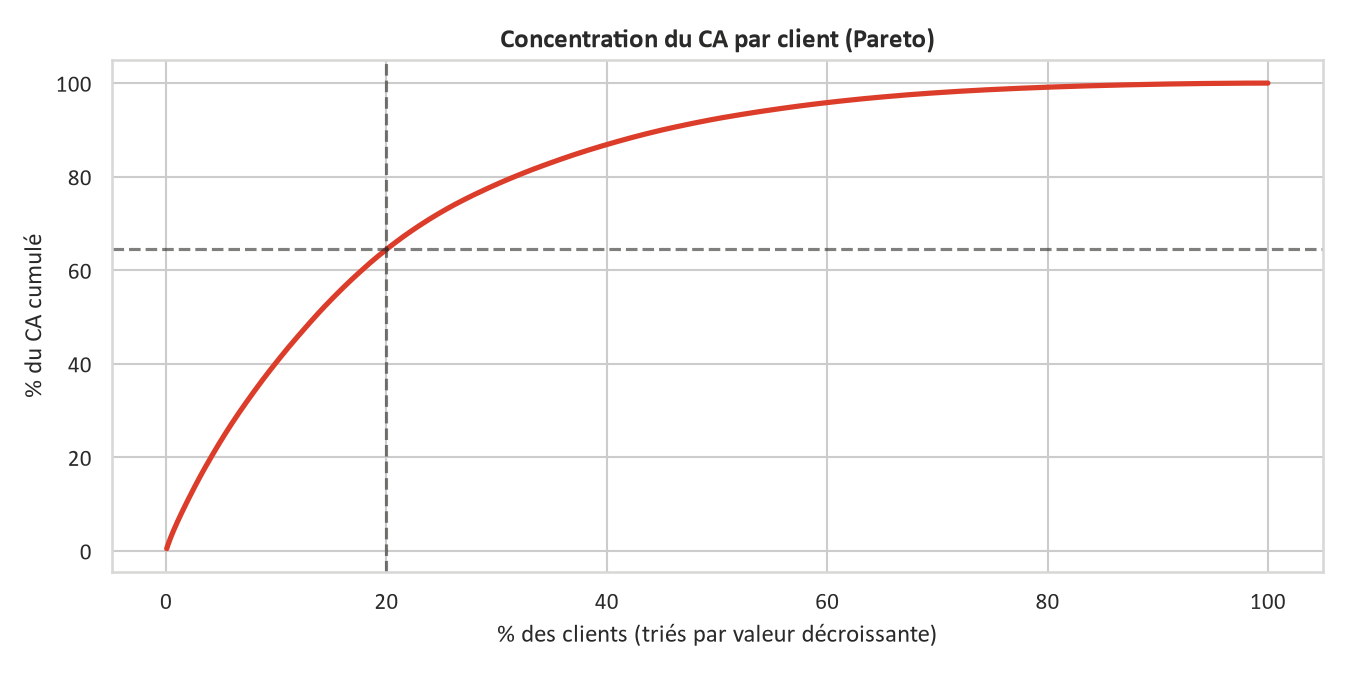 Concentration du CA par client (Pareto)
% du CA cumulé
100
80
60
40
20
0
0 20 40 60 80 100
% des clients (triés par valeur décroissante)